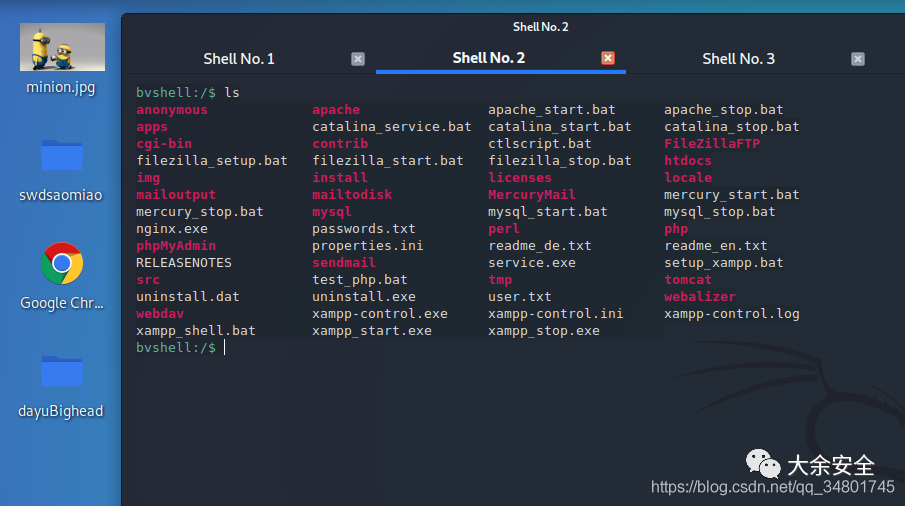 Shell No. 2
Shell No. 1 Shell No. 2 Shell No. 3
minion.jpg
swdsaomiao
Google Chr...
dayuBighead
bvshell:/$ ls
anonymous apache apache_start.bat apache_stop.bat
apps catalina_service.bat catalina_start.bat catalina_stop.bat
cgi-bin contrib ctlscript.bat FileZillaFTP
filezilla_setup.bat filezilla_start.bat filezilla_stop.bat htdocs
img install licenses locale
mailoutput mailtodisk MercuryMail mercury_start.bat
mercury_stop.bat mysql mysql_start.bat mysql_stop.bat
nginx.exe passwords.txt perl php
phpMyAdmin properties.ini readme_de.txt readme_en.txt
RELEASENOTES sendmail service.exe setup_xampp.bat
src test_php.bat tmp tomcat
uninstall.dat uninstall.exe user.txt webalizer
webdav xampp-control.exe xampp-control.ini xampp-control.log
xampp_shell.bat xampp_start.exe xampp_stop.exe
bvshell:/$
大余安全
https://blog.csdn.net/qq_34801745